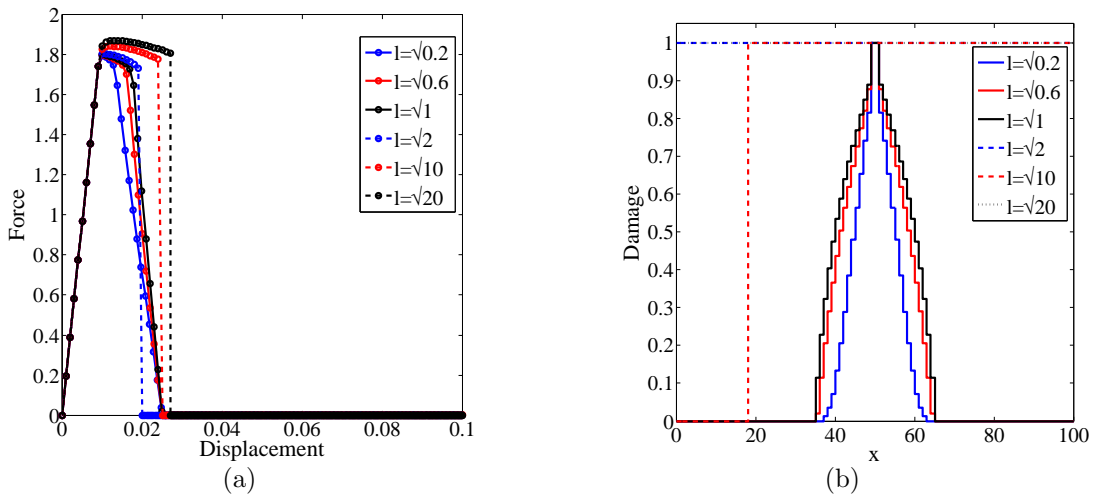 2
1.8
1.6
1.4
1.2
1
0.8
0.6
0.4
0.2
0
Force
0 0.02 0.04 0.06 0.08 0.1
Displacement
l=√0.2
l=√0.6
l=√1
l=√2
l=√10
l=√20
(a)
1
0.9
0.8
0.7
0.6
0.5
0.4
0.3
0.2
0.1
0
Damage
0 20 40 60 80 100
x
l=√0.2
l=√0.6
l=√1
l=√2
l=√10
l=√20
(b)